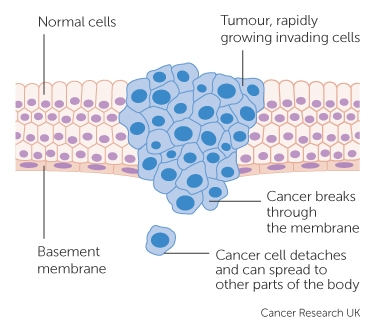 Normal cells
Tumour, rapidly
growing invading cells
Cancer breaks
through
the membrane
Basement
membrane
Cancer cell detaches
and can spread to
other parts of the body
Cancer Research UK